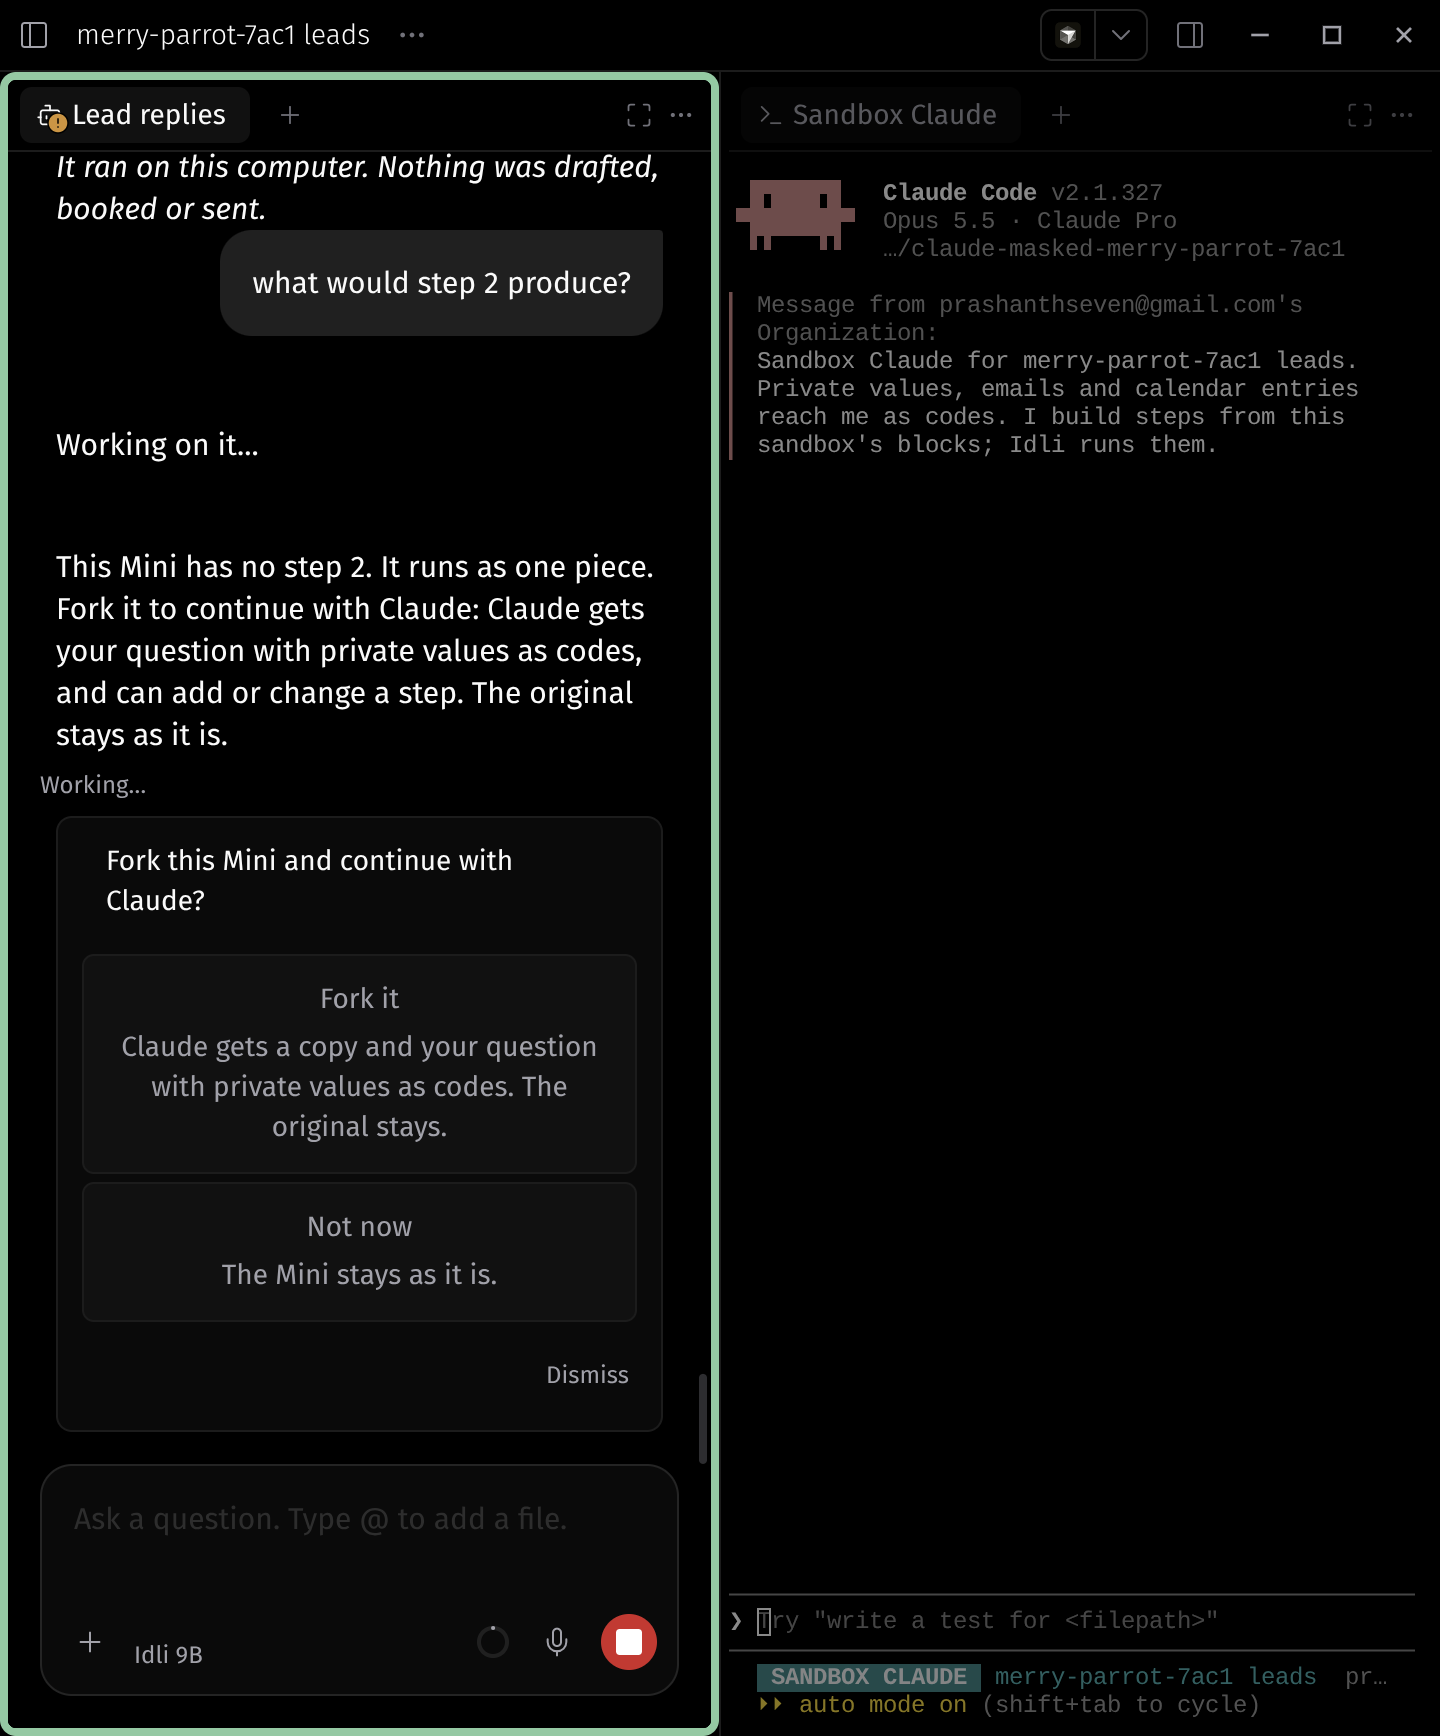 merry-parrot-7ac1 leads
Lead replies
It ran on this computer. Nothing was drafted,
booked or sent.
what would step 2 produce?
Working on it...
This Mini has no step 2. It runs as one piece.
Fork it to continue with Claude: Claude gets
your question with private values as codes,
and can add or change a step. The original
stays as it is.
Working...
Fork this Mini and continue with
Claude?
Fork it
Claude gets a copy and your question
with private values as codes. The
original stays.
Not now
The Mini stays as it is.
Dismiss
Ask a question. Type @ to add a file.
Idli 9B
Sandbox Claude
Claude Code v2.1.327
Opus 5.5 · Claude Pro
…/claude-masked-merry-parrot-7ac1
Message from prashanthseven@gmail.com's
Organization:
Sandbox Claude for merry-parrot-7ac1 leads.
Private values, emails and calendar entries
reach me as codes. I build steps from this
sandbox's blocks; Idli runs them.
❯ Try "write a test for <filepath>"
SANDBOX CLAUDE merry-parrot-7ac1 leads pr…
⏵⏵ auto mode on (shift+tab to cycle)